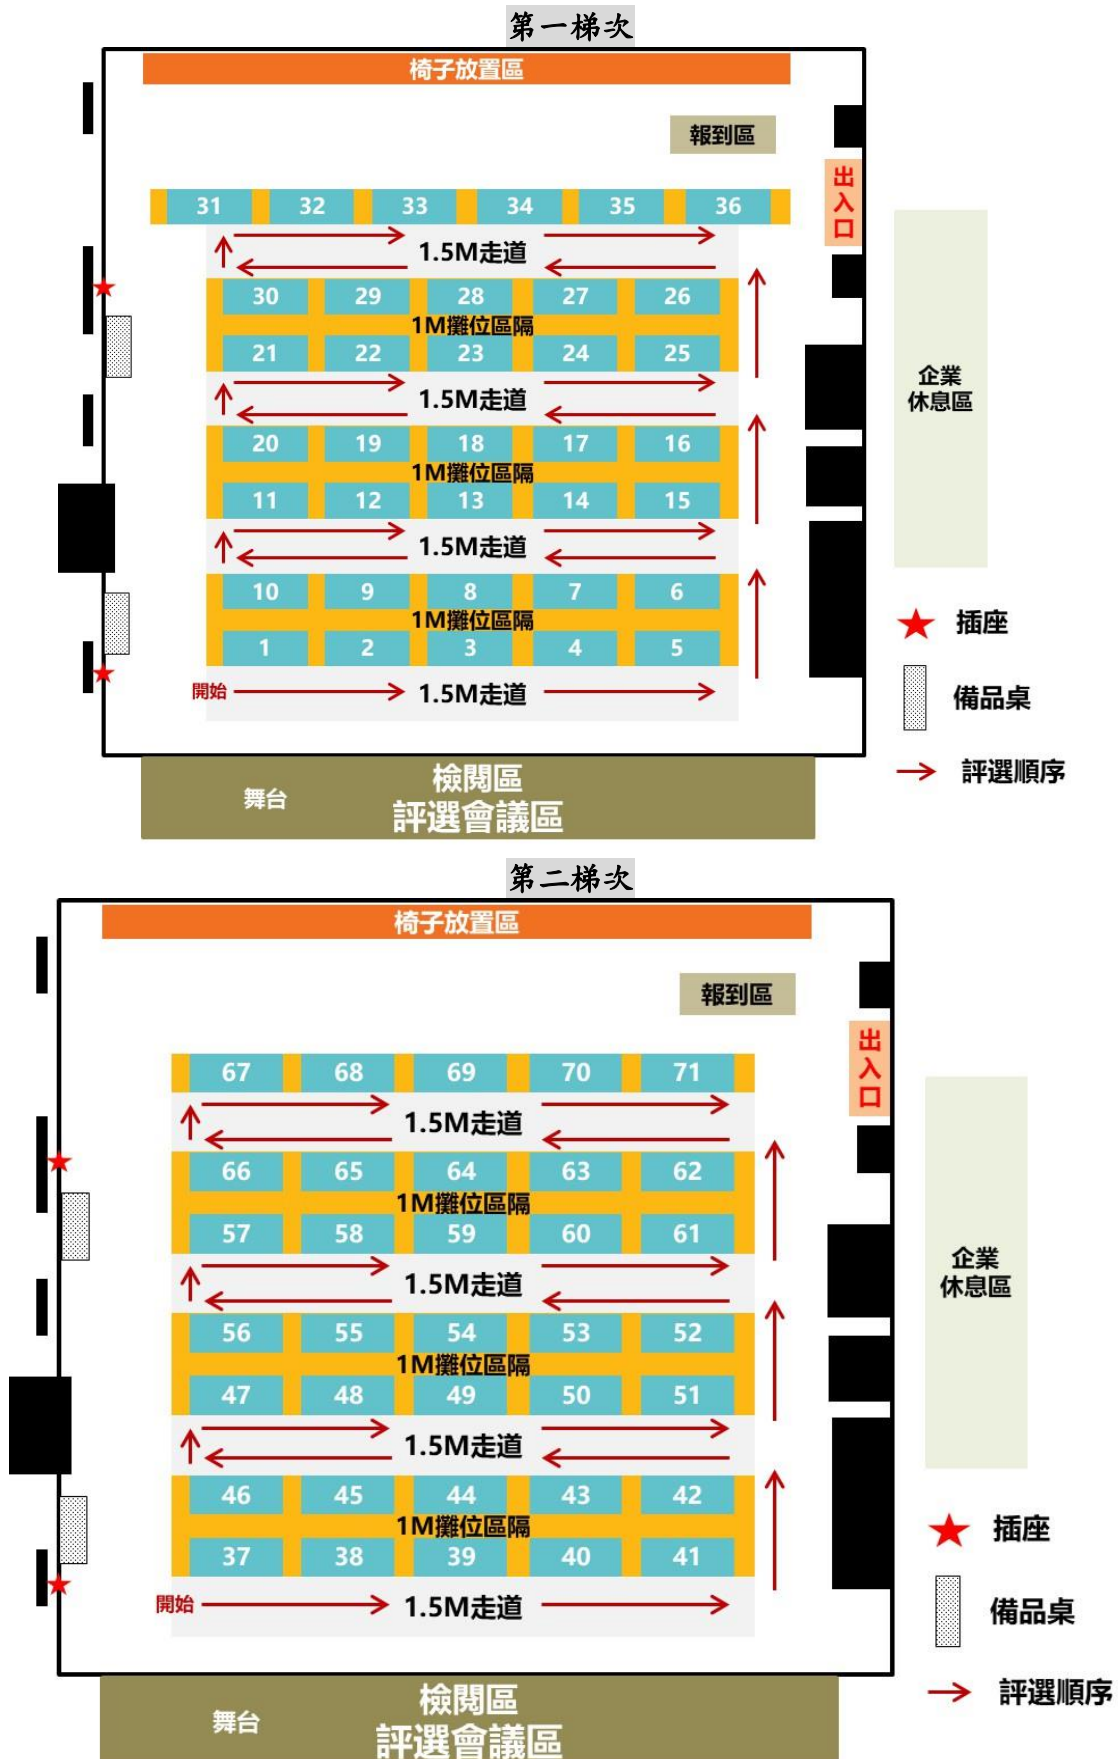 第一梯次
椅子放置區
報到區
出入口
31 32 33 34 35 36
1.5M走道
30 29 28 27 26
1M攤位區隔
21 22 23 24 25
1.5M走道
企業
休息區
20 19 18 17 16
1M攤位區隔
11 12 13 14 15
1.5M走道
10 9 8 7 6
1M攤位區隔
1 2 3 4 5
開始 1.5M走道
插座
備品桌
評選順序
檢閱區
舞台
評選會議區
第二梯次
椅子放置區
報到區
出入口
67 68 69 70 71
1.5M走道
66 65 64 63 62
1M攤位區隔
57 58 59 60 61
1.5M走道
企業
休息區
56 55 54 53 52
1M攤位區隔
47 48 49 50 51
1.5M走道
46 45 44 43 42
1M攤位區隔
37 38 39 40 41
開始 1.5M走道
插座
備品桌
評選順序
檢閱區
舞台
評選會議區